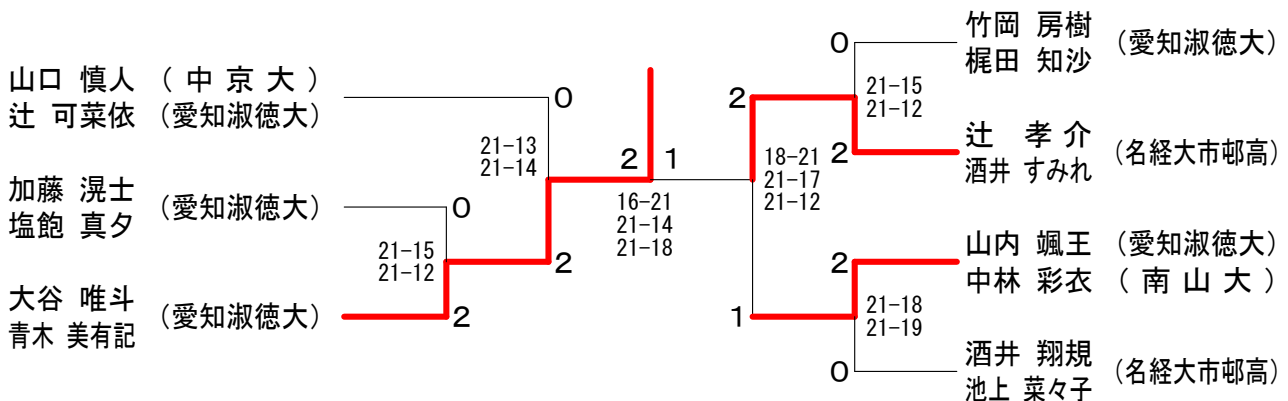 山口 慎人 （中 京 大）
辻 可菜依 （愛知淑徳大）
加藤 滉士
塩飽 真夕
（愛知淑徳大）
大谷 唯斗
青木 美有記
（愛知淑徳大）
0
21-13
21-14
2
0
21-15
21-12
2
2
1
16-21
21-14
21-18
2
18-21
21-17
21-12
1
0
21-15
21-12
2
2
21-18
21-19
0
竹岡 房樹
梶田 知沙
（愛知淑徳大）
辻 孝介
酒井 すみれ
（名経大市邨高）
山内 颯王 （愛知淑徳大）
中林 彩衣 （南 山 大）
酒井 翔規
池上 菜々子
（名経大市邨高）